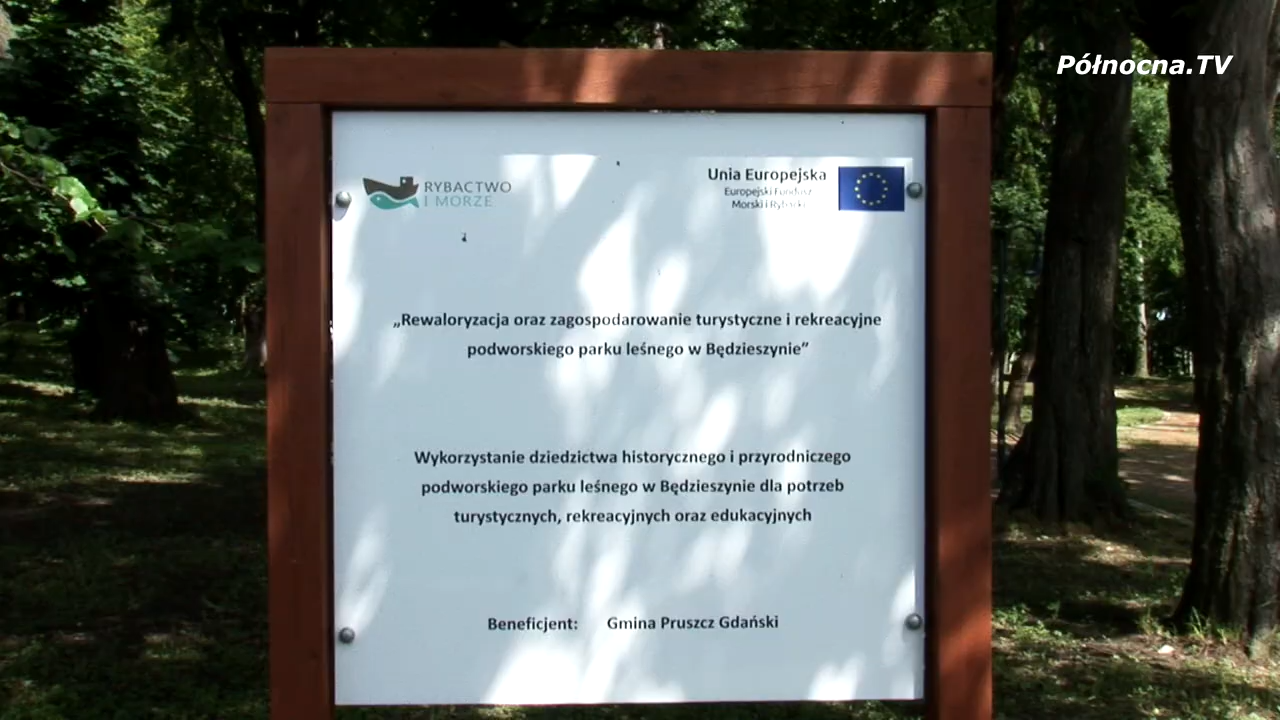 Północna.TV
RYBACTWO
I MORZE
Unia Europejska
Europejski Fundusz
Morski i Rybacki
„Rewaloryzacja oraz zagospodarowanie turystyczne i rekreacyjne
podworskiego parku leśnego w Będzieszynie”
Wykorzystanie dziedzictwa historycznego i przyrodniczego
podworskiego parku leśnego w Będzieszynie dla potrzeb
turystycznych, rekreacyjnych oraz edukacyjnych
Beneficjent: Gmina Pruszcz Gdański